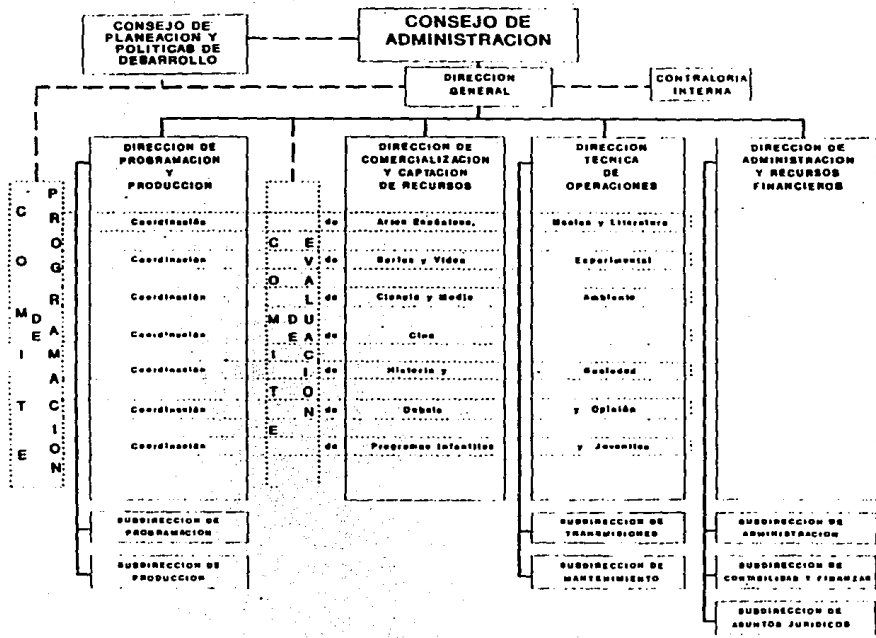 CONSEJO DE
PLANEACION Y
POLITICAS DE
DESARROLLO
CONSEJO DE
ADMINISTRACION
DIRECCION
GENERAL
CONTRALORIA
INTERNA
DIRECCION DE
PROGRAMACION
Y
PRODUCCION
DIRECCION DE
COMERCIALIZACION
Y CAPTACION
DE RECURSOS
DIRECCION
TECNICA
DE
OPERACIONES
DIRECCION DE
ADMINISTRACION
Y RECURSOS
FINANCIEROS
COMITE
DE
PROGRAMACION
COMITE
DE
EVALUACION
Coordinación de Artes Escénicas, Música y Literatura
Coordinación de Series y Video Experimental
Coordinación de Ciencia y Medio Ambiente
Coordinación de Cine
Coordinación de Historia y Sociedad
Coordinación de Debate y Opinión
Coordinación de Programas Infantiles y Juveniles
SUBDIRECCION DE
PROGRAMACION
SUBDIRECCION DE
PRODUCCION
SUBDIRECCION DE
TRANSMISIONES
SUBDIRECCION DE
MANTENIMIENTO
SUBDIRECCION DE
ADMINISTRACION
SUBDIRECCION DE
CONTABILIDAD Y FINANZAS
SUBDIRECCION DE
ASUNTOS JURIDICOS